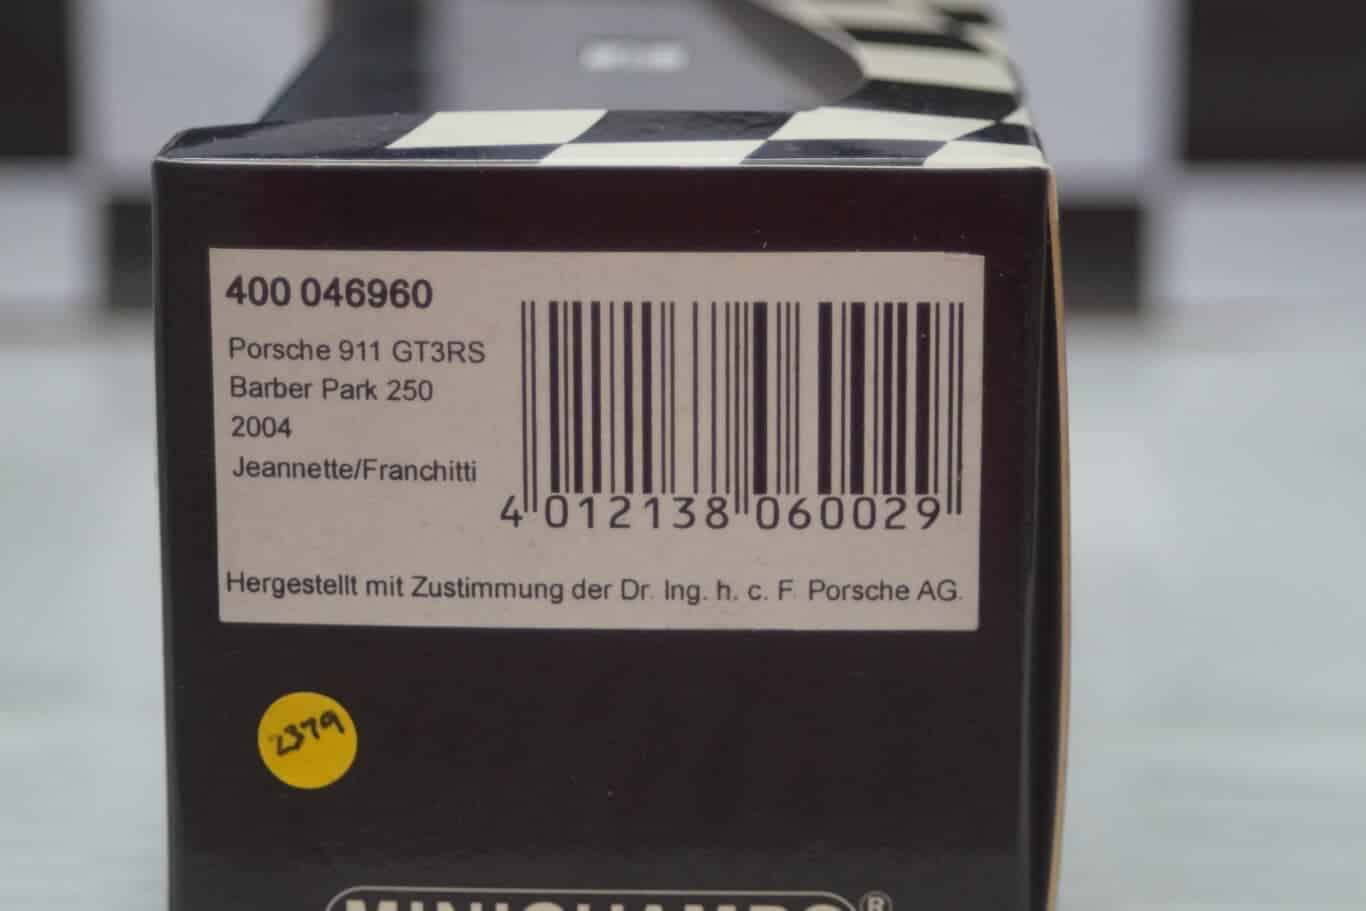 400 046960
Porsche 911 GT3RS
Barber Park 250
2004
Jeannette/Franchitti
4 012138 060029
Hergestellt mit Zustimmung der Dr. Ing. h. c. F. Porsche AG.
2379
MINICHAMPS®